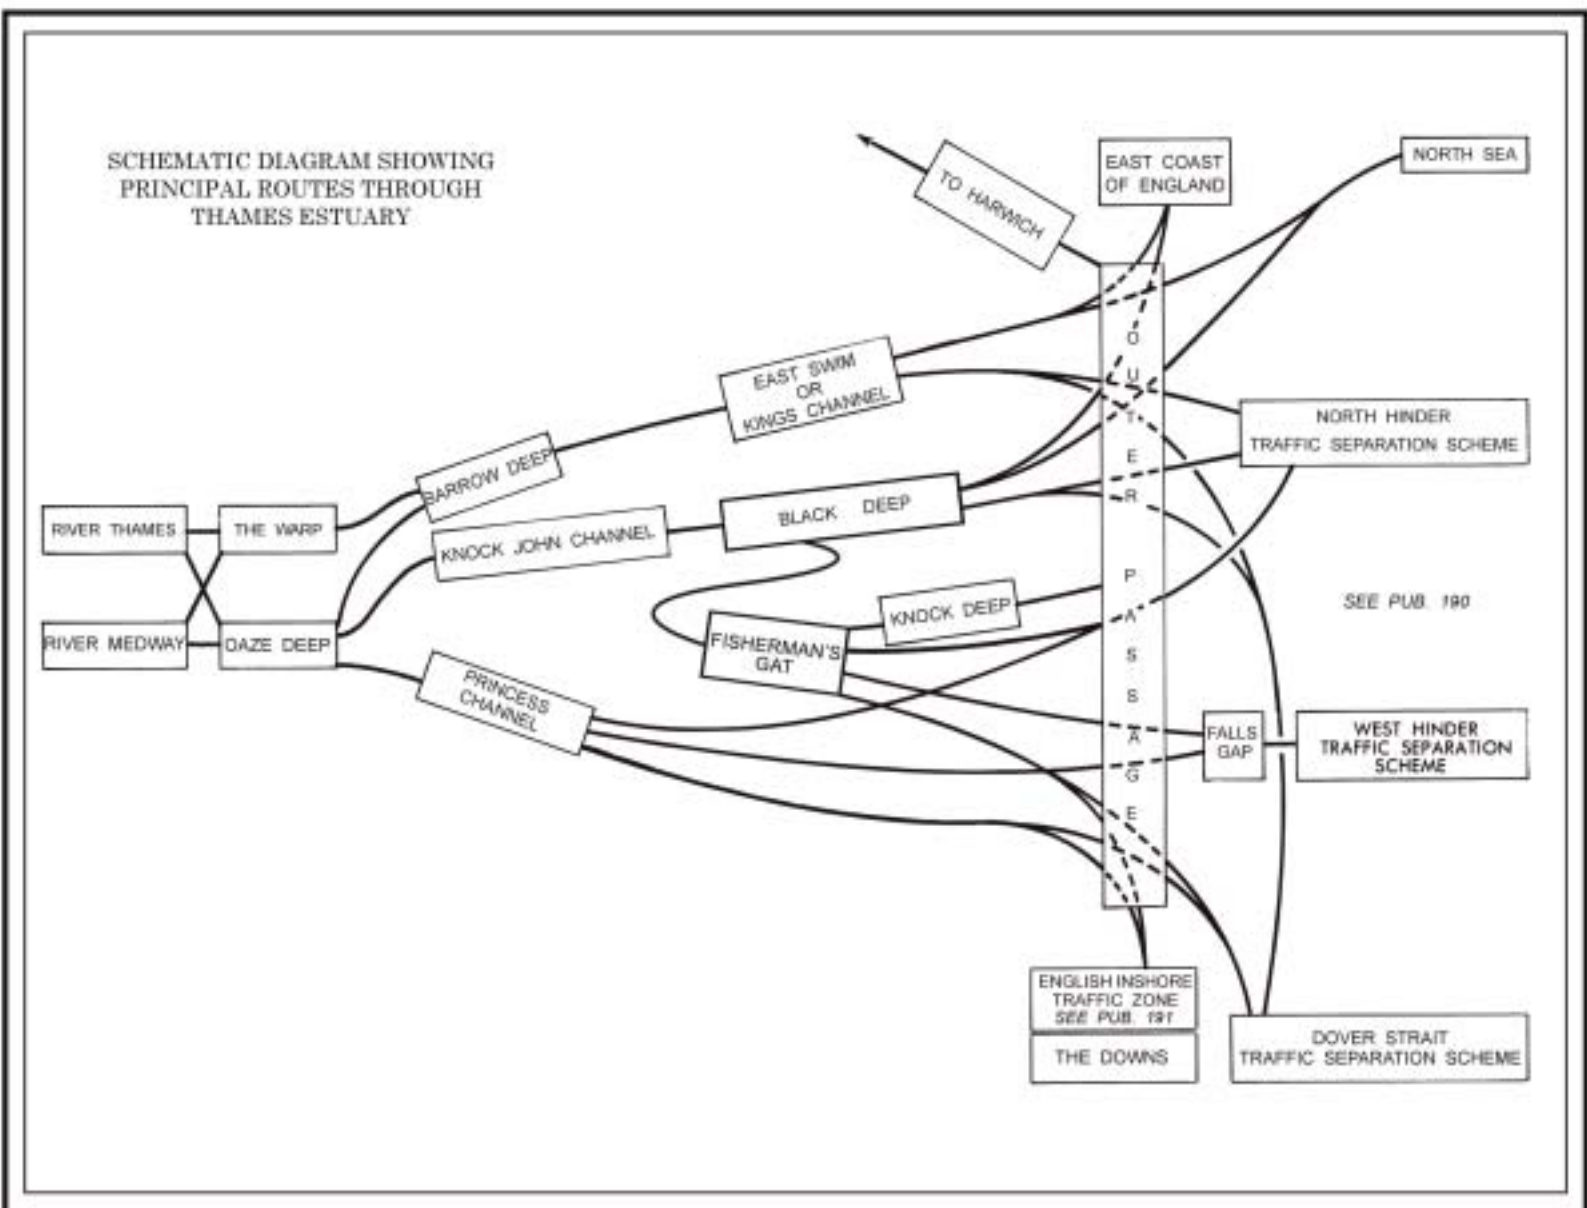 SCHEMATIC DIAGRAM SHOWING
PRINCIPAL ROUTES THROUGH
THAMES ESTUARY
TO HARWICH
EAST COAST
OF ENGLAND
NORTH SEA
EAST SWIM
OR
KINGS CHANNEL
BARROW DEEP
NORTH HINDER
TRAFFIC SEPARATION SCHEME
RIVER THAMES
THE WARP
KNOCK JOHN CHANNEL
BLACK DEEP
OUTER PASSAGE
RIVER MEDWAY
OAZE DEEP
KNOCK DEEP
SEE PUB. 190
FISHERMAN'S
GAT
PRINCESS
CHANNEL
FALLS
GAP
WEST HINDER
TRAFFIC SEPARATION
SCHEME
ENGLISH INSHORE
TRAFFIC ZONE
SEE PUB. 191
THE DOWNS
DOVER STRAIT
TRAFFIC SEPARATION SCHEME